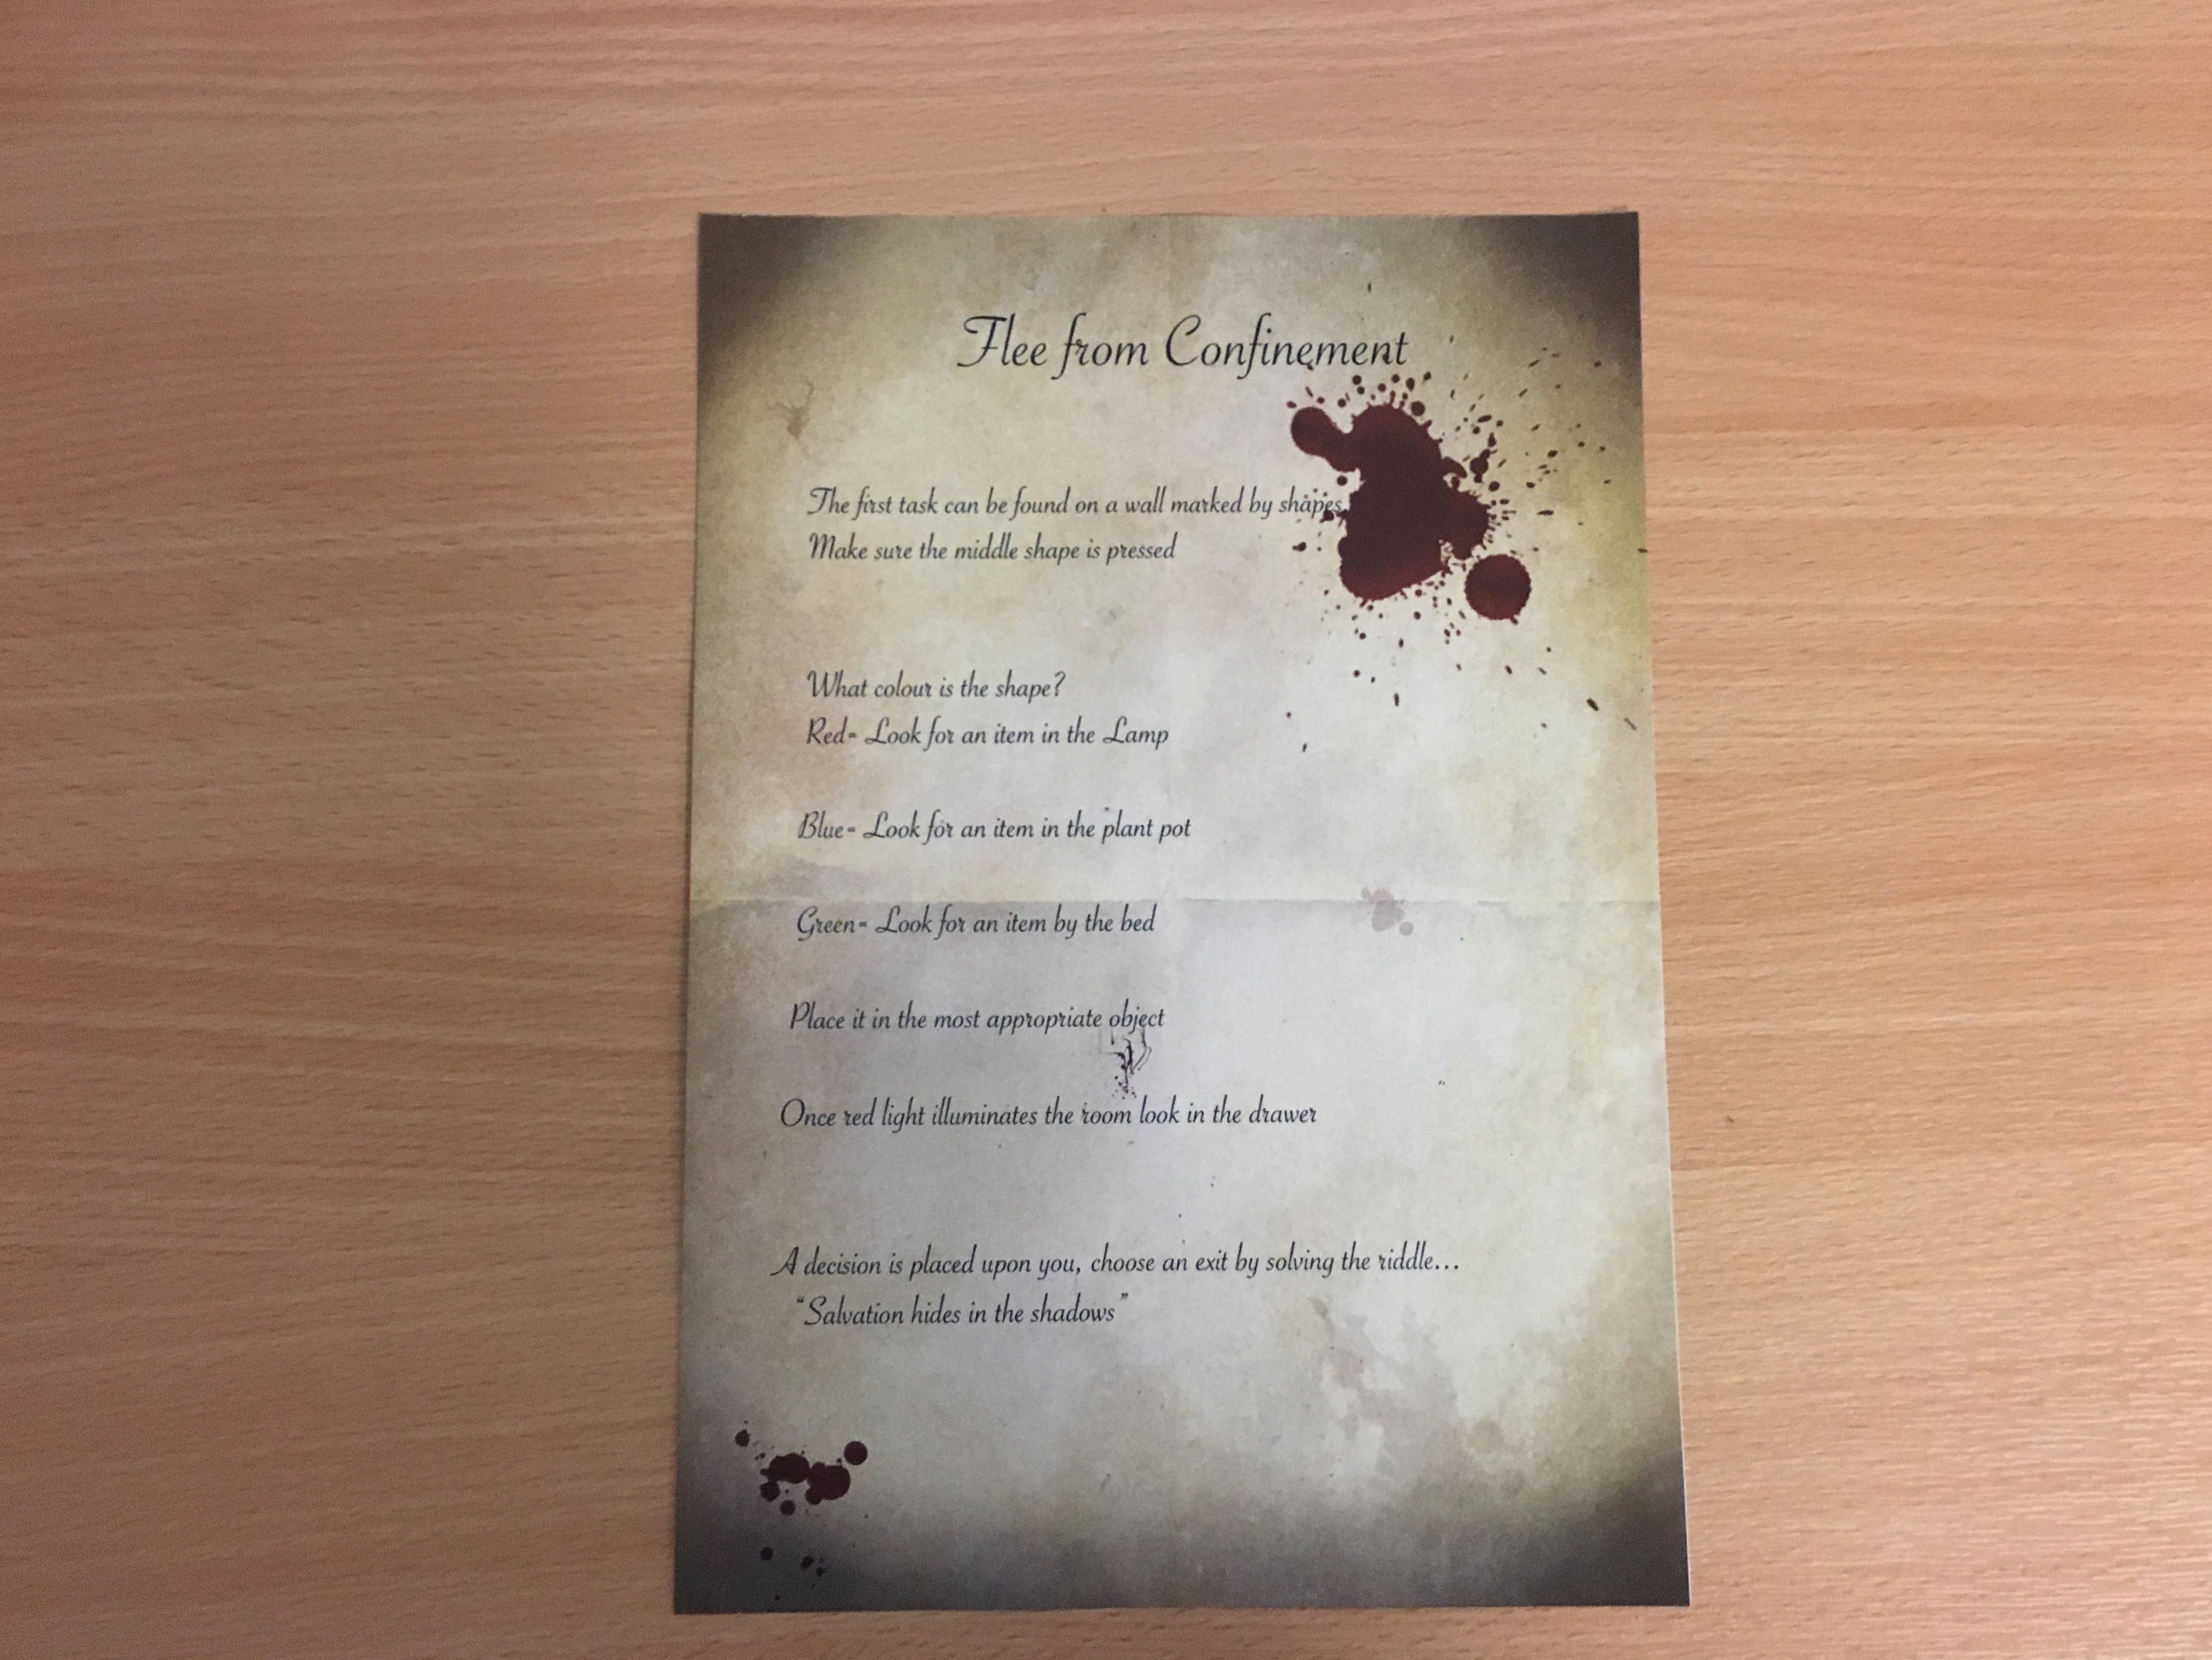 Flee from Confinement
The first task can be found on a wall marked by shapes
Make sure the middle shape is pressed
What colour is the shape?
Red= Look for an item in the Lamp
Blue= Look for an item in the plant pot
Green= Look for an item by the bed
Place it in the most appropriate object
Once red light illuminates the room look in the drawer
A decision is placed upon you, choose an exit by solving the riddle...
"Salvation hides in the shadows"